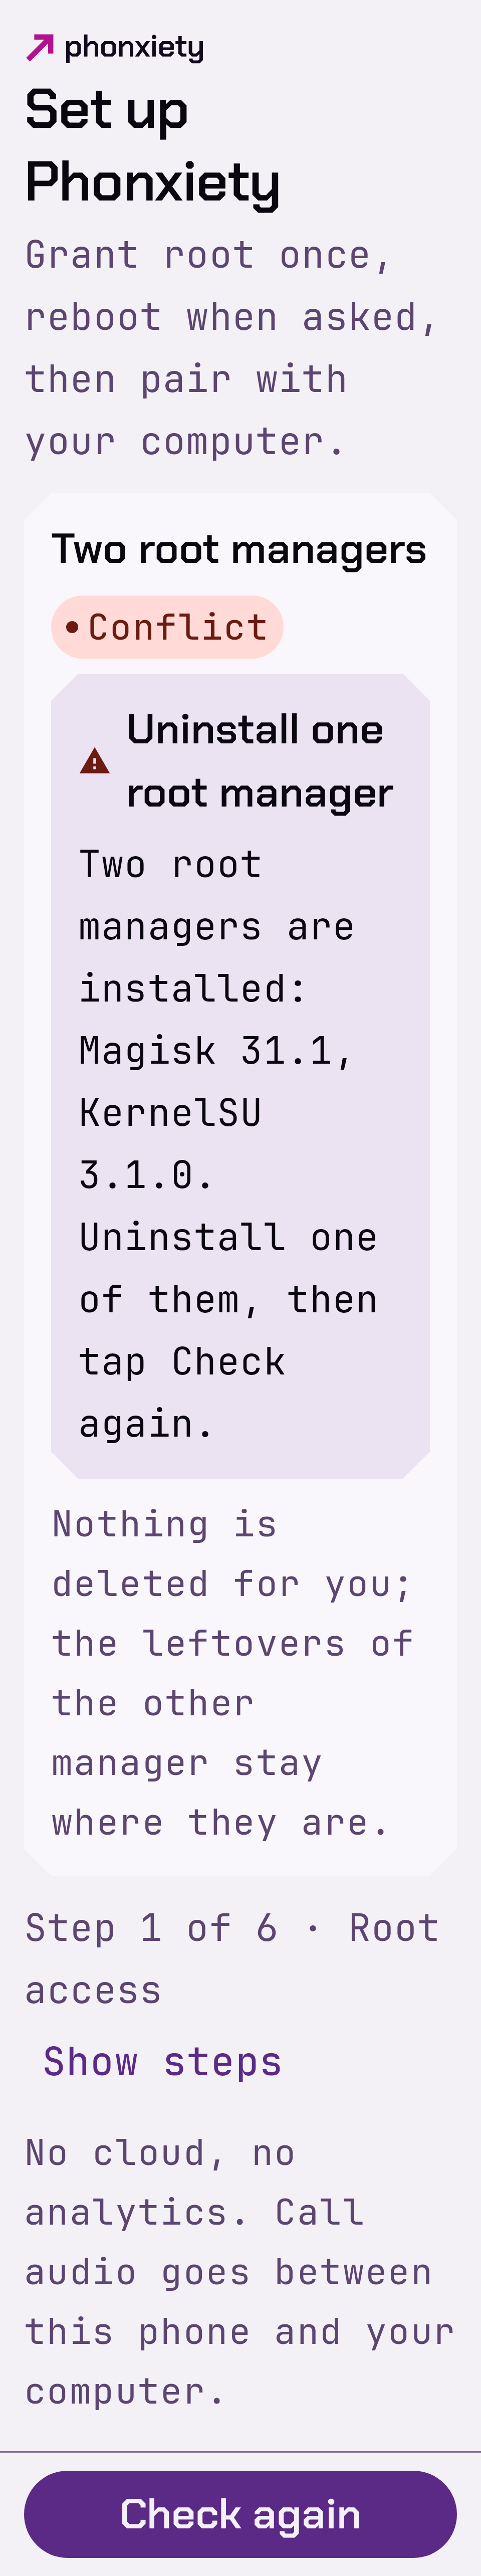 phonxiety
Set up
Phonxiety
Grant root once,
reboot when asked,
then pair with
your computer.
Two root managers
Conflict
Uninstall one
root manager
Two root
managers are
installed:
Magisk 31.1,
KernelSU
3.1.0.
Uninstall one
of them, then
tap Check
again.
Nothing is
deleted for you;
the leftovers of
the other
manager stay
where they are.
Step 1 of 6 · Root
access
Show steps
No cloud, no
analytics. Call
audio goes between
this phone and your
computer.
Check again